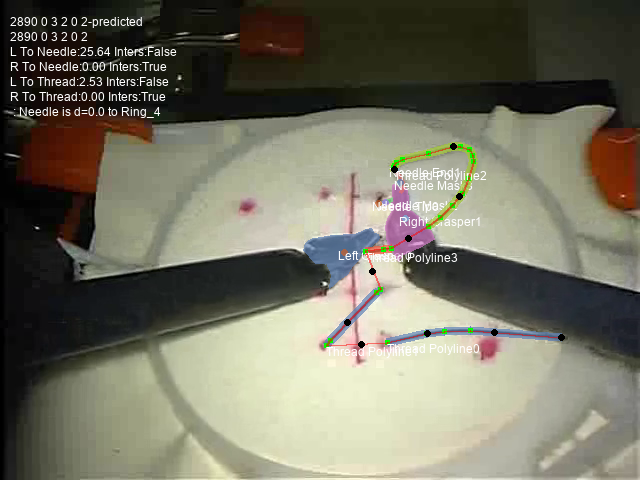 2890 0 3 2 0 2-predicted
2890 0 3 2 0 2
L To Needle:25.64 Inters:False
R To Needle:0.00 Inters:True
L To Thread:2.53 Inters:False
R To Thread:0.00 Inters:True
: Needle is d=0.0 to Ring_4
Needle End1
Thread Polyline2
Needle Mask
Right
Left
Thread Polyline3
Thread Polyline
Thread Polyline0